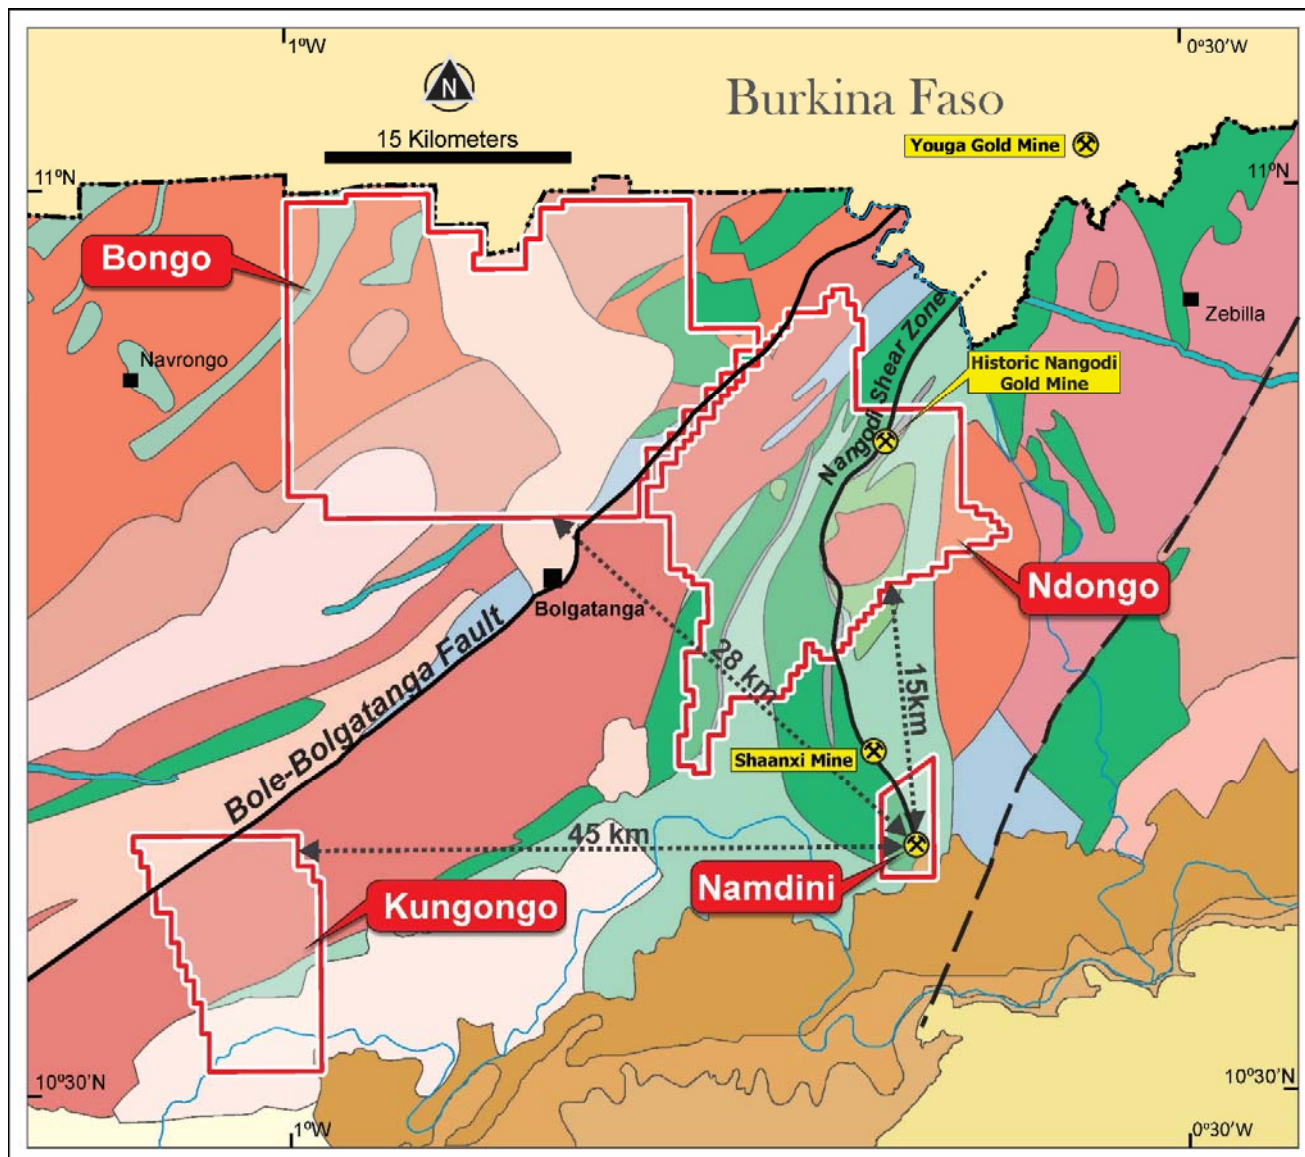 1ºW
0º30'W
N
Burkina Faso
15 Kilometers
Youga Gold Mine
11ºN
11ºN
Bongo
Zebilla
Navrongo
Nangodi Shear Zone
Historic Nangodi
Gold Mine
Ndongo
Bolgatanga
Bole-Bolgatanga Fault
28 km
15km
Shaanxi Mine
45 km
Namdini
Kungongo
10º30'N
10º30'N
1ºW
0º30'W